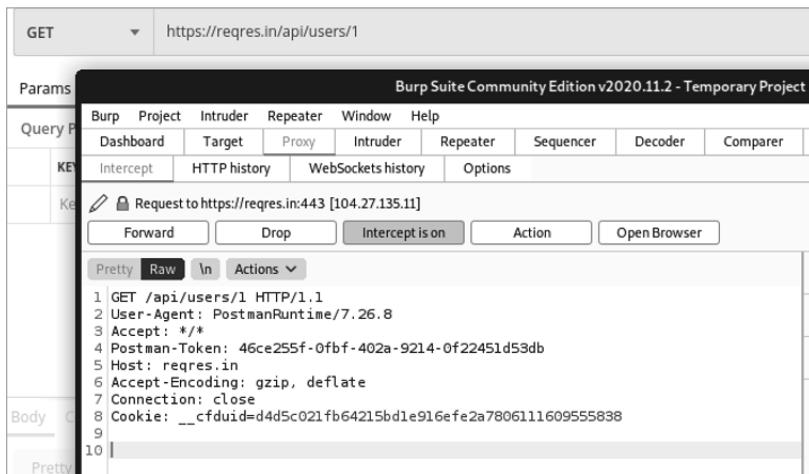 GET https://reqres.in/api/users/1
Params
Query P
KEY
Ke
Body C
Pretty
Burp Suite Community Edition v2020.11.2 - Temporary Project
Burp Project Intruder Repeater Window Help
Dashboard Target Proxy Intruder Repeater Sequencer Decoder Comparer
Intercept HTTP history WebSockets history Options
Request to https://reqres.in:443 [104.27.135.11]
Forward Drop Intercept is on Action Open Browser
Pretty Raw \n Actions
1 GET /api/users/1 HTTP/1.1
2 User-Agent: PostmanRuntime/7.26.8
3 Accept: */*
4 Postman-Token: 46ce255f-0fbf-402a-9214-0f22451d53db
5 Host: reqres.in
6 Accept-Encoding: gzip, deflate
7 Connection: close
8 Cookie: __cfduid=d4d5c021fb64215bd1e916efe2a7806111609555838
9
10